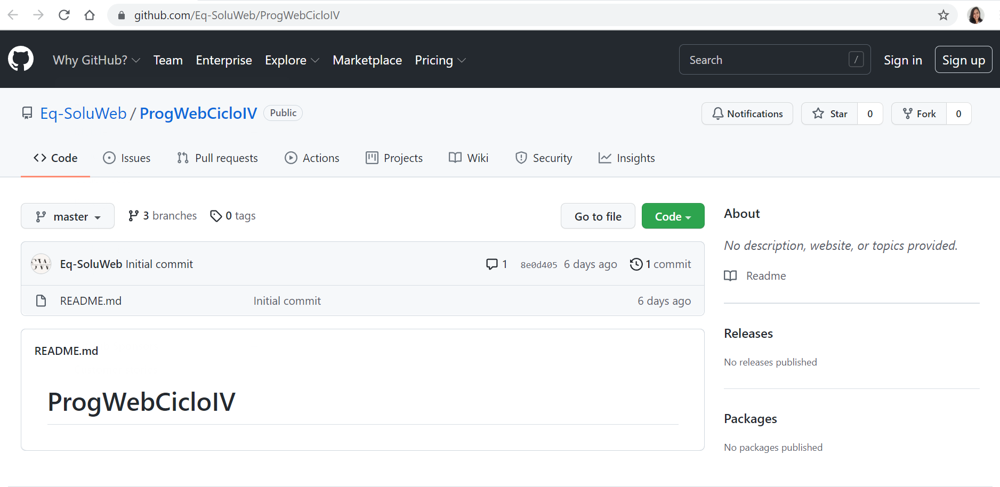 github.com/Eq-SoluWeb/ProgWebCicloIV
Why GitHub? Team Enterprise Explore Marketplace Pricing Search / Sign in Sign up
Eq-SoluWeb / ProgWebCicloIV Public Notifications Star 0 Fork 0
Code Issues Pull requests Actions Projects Wiki Security Insights
master 3 branches 0 tags Go to file Code
About
No description, website, or topics provided.
Readme
Eq-SoluWeb Initial commit 1 8e0d405 6 days ago 1 commit
README.md Initial commit 6 days ago
Releases
No releases published
README.md
ProgWebCicloIV
Packages
No packages published